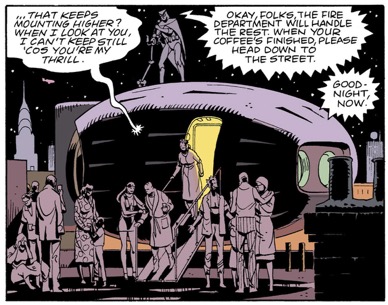 ...THAT KEEPS
MOUNTING HIGHER?
WHEN I LOOK AT YOU,
I CAN'T KEEP STILL
'COS YOU'RE MY
THRILL.
OKAY, FOLKS, THE FIRE
DEPARTMENT WILL HANDLE
THE REST. WHEN YOUR
COFFEE'S FINISHED, PLEASE
HEAD DOWN TO
THE STREET.
GOOD-
NIGHT,
NOW.